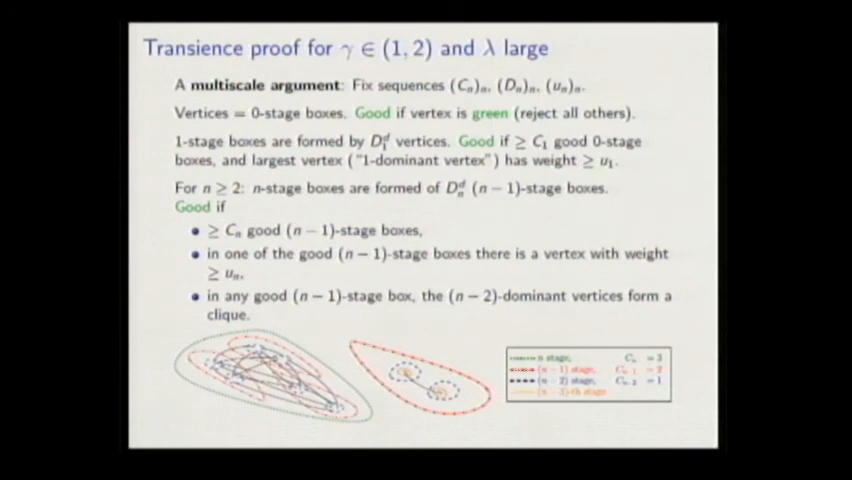 Transience proof for γ ∈ (1, 2) and λ large
A multiscale argument: Fix sequences (Cₙ)ₙ, (Dₙ)ₙ, (uₙ)ₙ.
Vertices = 0-stage boxes. Good if vertex is green (reject all others).
1-stage boxes are formed by D₁ᵈ vertices. Good if ≥ C₁ good 0-stage
boxes, and largest vertex ("1-dominant vertex") has weight ≥ u₁.
For n ≥ 2: n-stage boxes are formed of Dₙᵈ (n − 1)-stage boxes.
Good if
• ≥ Cₙ good (n − 1)-stage boxes,
• in one of the good (n − 1)-stage boxes there is a vertex with weight
≥ uₙ,
• in any good (n − 1)-stage box, the (n − 2)-dominant vertices form a
clique.
n stage, Cₙ = 3
(n − 1) stage, Cₙ₋₁ = 2
(n − 2) stage, Cₙ₋₂ = 1
(n − 3)-th stage